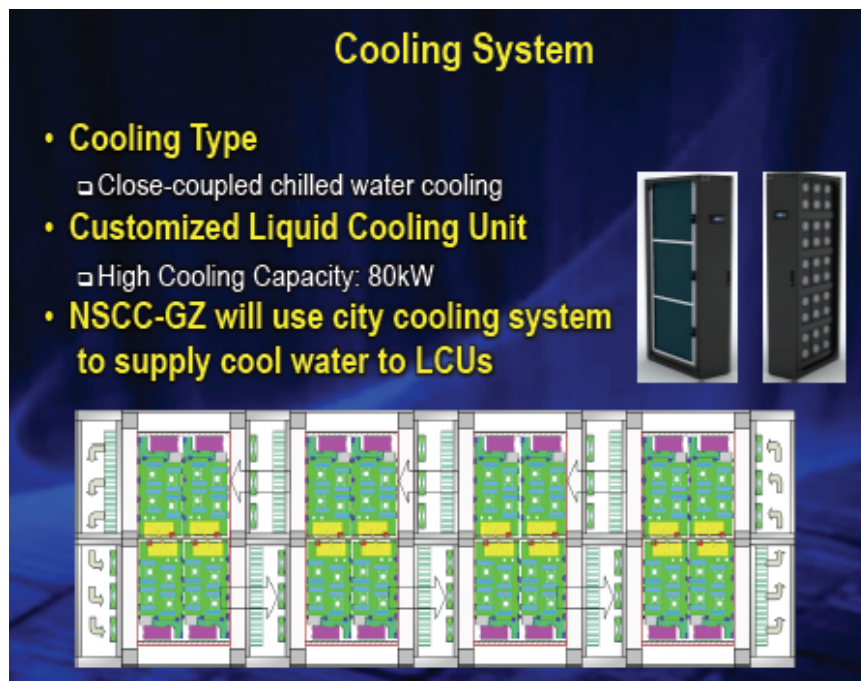 Cooling System
• Cooling Type
❑ Close-coupled chilled water cooling
• Customized Liquid Cooling Unit
❑ High Cooling Capacity: 80kW
• NSCC-GZ will use city cooling system
to supply cool water to LCUs